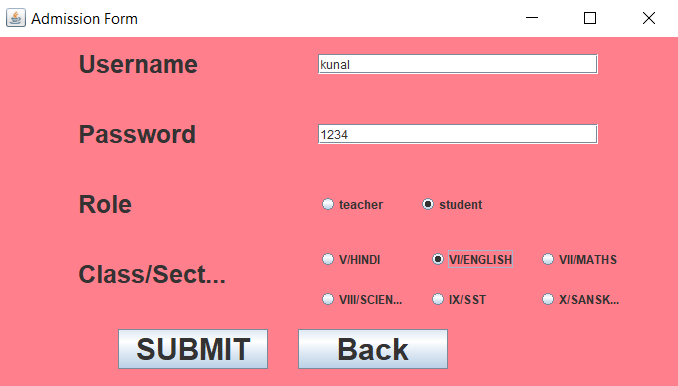 Admission Form
Username kunal
Password 1234
Role teacher student
Class/Sect... V/HINDI VI/ENGLISH VII/MATHS
VIII/SCIEN... IX/SST X/SANSK...
SUBMIT Back